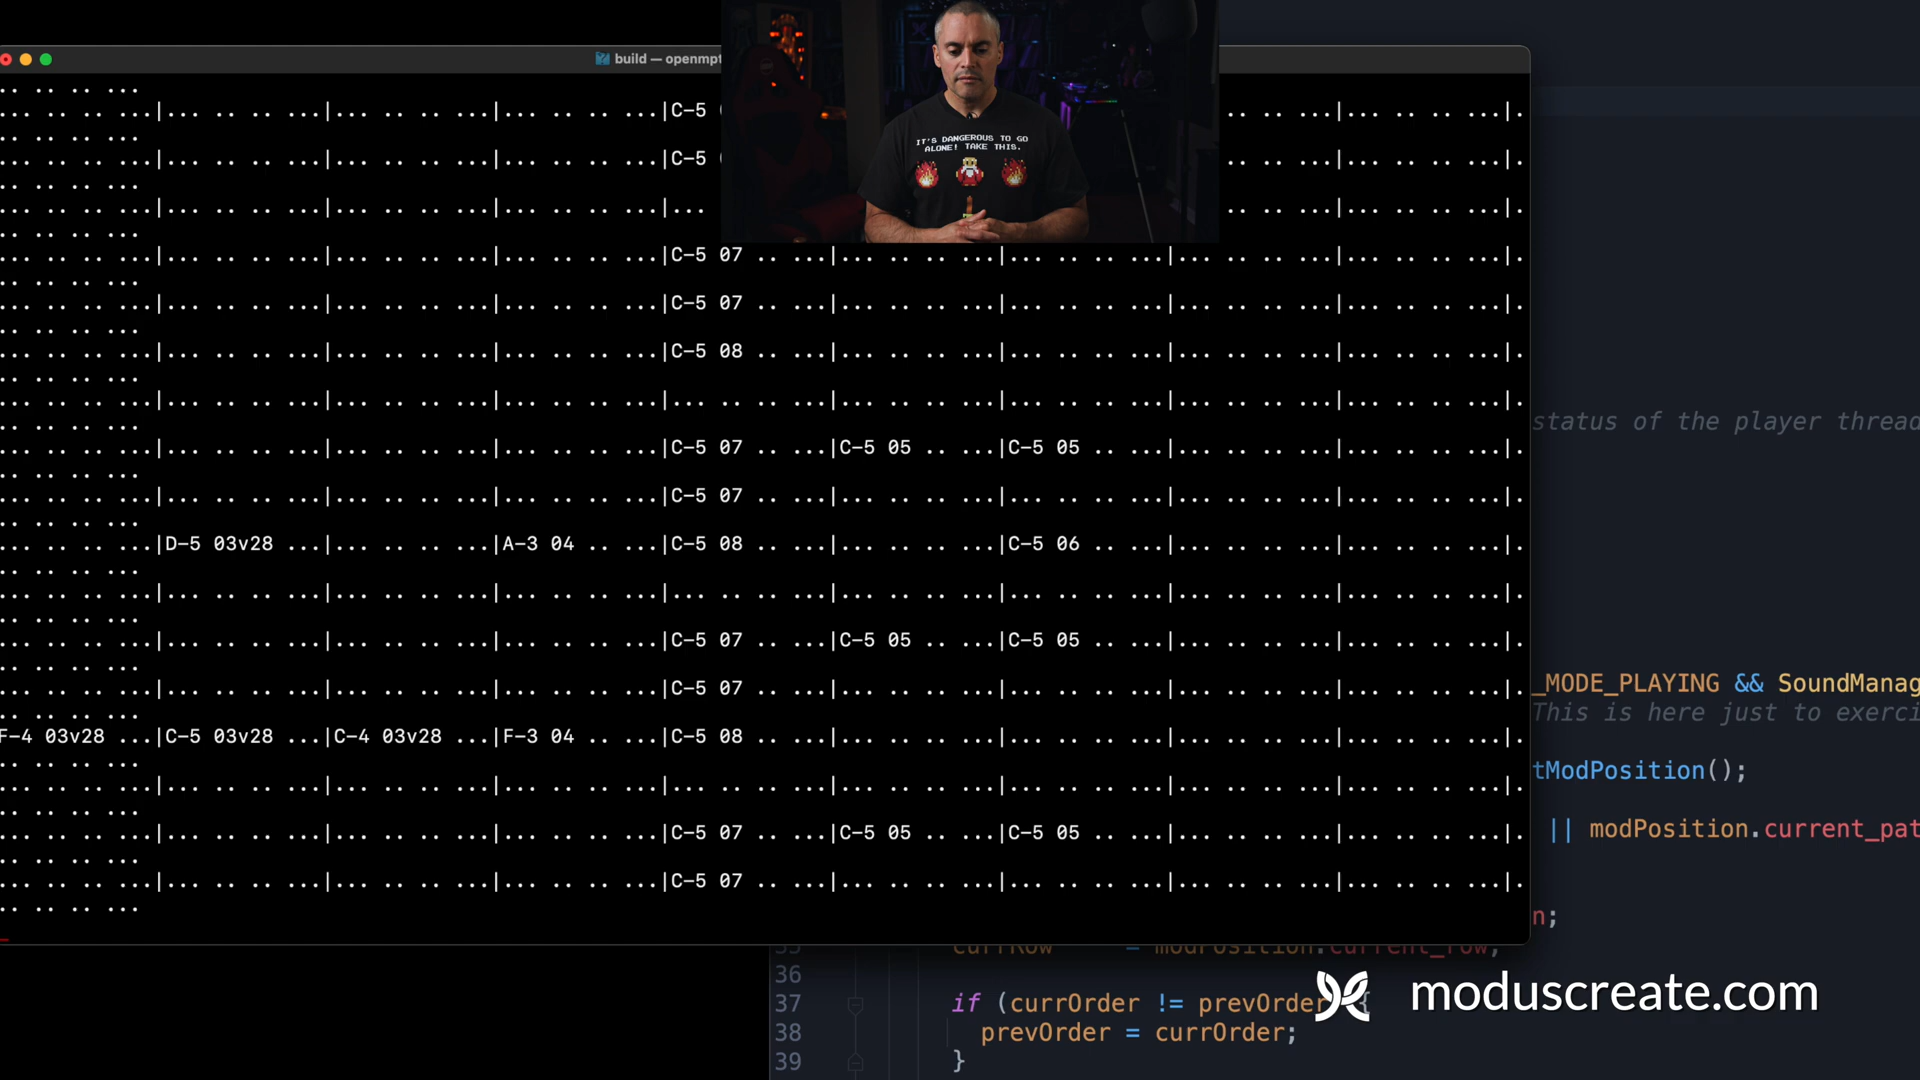 build — openmpt
.. .. .. ...
... .. .. ...|... .. .. ...|... .. .. ...|... .. .. ...|C-5
.. .. .. ...
... .. .. ...|... .. .. ...|... .. .. ...|... .. .. ...|C-5
.. .. .. ...
... .. .. ...|... .. .. ...|... .. .. ...|... .. .. ...|...
.. .. .. ...
... .. .. ...|... .. .. ...|... .. .. ...|... .. .. ...|C-5 07 .. ...|... .. .. ...|... .. .. ...|... .. .. ...|... .. .. ...|.
.. .. .. ...
... .. .. ...|... .. .. ...|... .. .. ...|... .. .. ...|C-5 07 .. ...|... .. .. ...|... .. .. ...|... .. .. ...|... .. .. ...|.
.. .. .. ...
... .. .. ...|... .. .. ...|... .. .. ...|... .. .. ...|C-5 08 .. ...|... .. .. ...|... .. .. ...|... .. .. ...|... .. .. ...|.
.. .. .. ...
... .. .. ...|... .. .. ...|... .. .. ...|... .. .. ...|... .. .. ...|... .. .. ...|... .. .. ...|... .. .. ...|... .. .. ...|.
.. .. .. ...
... .. .. ...|... .. .. ...|... .. .. ...|... .. .. ...|C-5 07 .. ...|C-5 05 .. ...|C-5 05 .. ...|... .. .. ...|... .. .. ...|.
.. .. .. ...
... .. .. ...|... .. .. ...|... .. .. ...|... .. .. ...|C-5 07 .. ...|... .. .. ...|... .. .. ...|... .. .. ...|... .. .. ...|.
.. .. .. ...
... .. .. ...|D-5 03v28 ...|... .. .. ...|A-3 04 .. ...|C-5 08 .. ...|... .. .. ...|C-5 06 .. ...|... .. .. ...|... .. .. ...|.
.. .. .. ...
... .. .. ...|... .. .. ...|... .. .. ...|... .. .. ...|... .. .. ...|... .. .. ...|... .. .. ...|... .. .. ...|... .. .. ...|.
.. .. .. ...
... .. .. ...|... .. .. ...|... .. .. ...|... .. .. ...|C-5 07 .. ...|C-5 05 .. ...|C-5 05 .. ...|... .. .. ...|... .. .. ...|.
.. .. .. ...
... .. .. ...|... .. .. ...|... .. .. ...|... .. .. ...|C-5 07 .. ...|... .. .. ...|... .. .. ...|... .. .. ...|... .. .. ...|.
.. .. .. ...
F-4 03v28 ...|C-5 03v28 ...|C-4 03v28 ...|F-3 04 .. ...|C-5 08 .. ...|... .. .. ...|... .. .. ...|... .. .. ...|... .. .. ...|.
.. .. .. ...
... .. .. ...|... .. .. ...|... .. .. ...|... .. .. ...|... .. .. ...|... .. .. ...|... .. .. ...|... .. .. ...|... .. .. ...|.
.. .. .. ...
... .. .. ...|... .. .. ...|... .. .. ...|... .. .. ...|C-5 07 .. ...|C-5 05 .. ...|C-5 05 .. ...|... .. .. ...|... .. .. ...|.
.. .. .. ...
... .. .. ...|... .. .. ...|... .. .. ...|... .. .. ...|C-5 07 .. ...|... .. .. ...|... .. .. ...|... .. .. ...|... .. .. ...|.
.. .. .. ...
IT'S DANGEROUS TO GO
ALONE! TAKE THIS.
status of the player thread
_MODE_PLAYING && SoundManag
This is here just to exerci
tModPosition();
|| modPosition.current_pat
n;
35 currRow = modPosition.current_row;
36
37 if (currOrder != prevOrder {
38 prevOrder = currOrder;
39 }
moduscreate.com